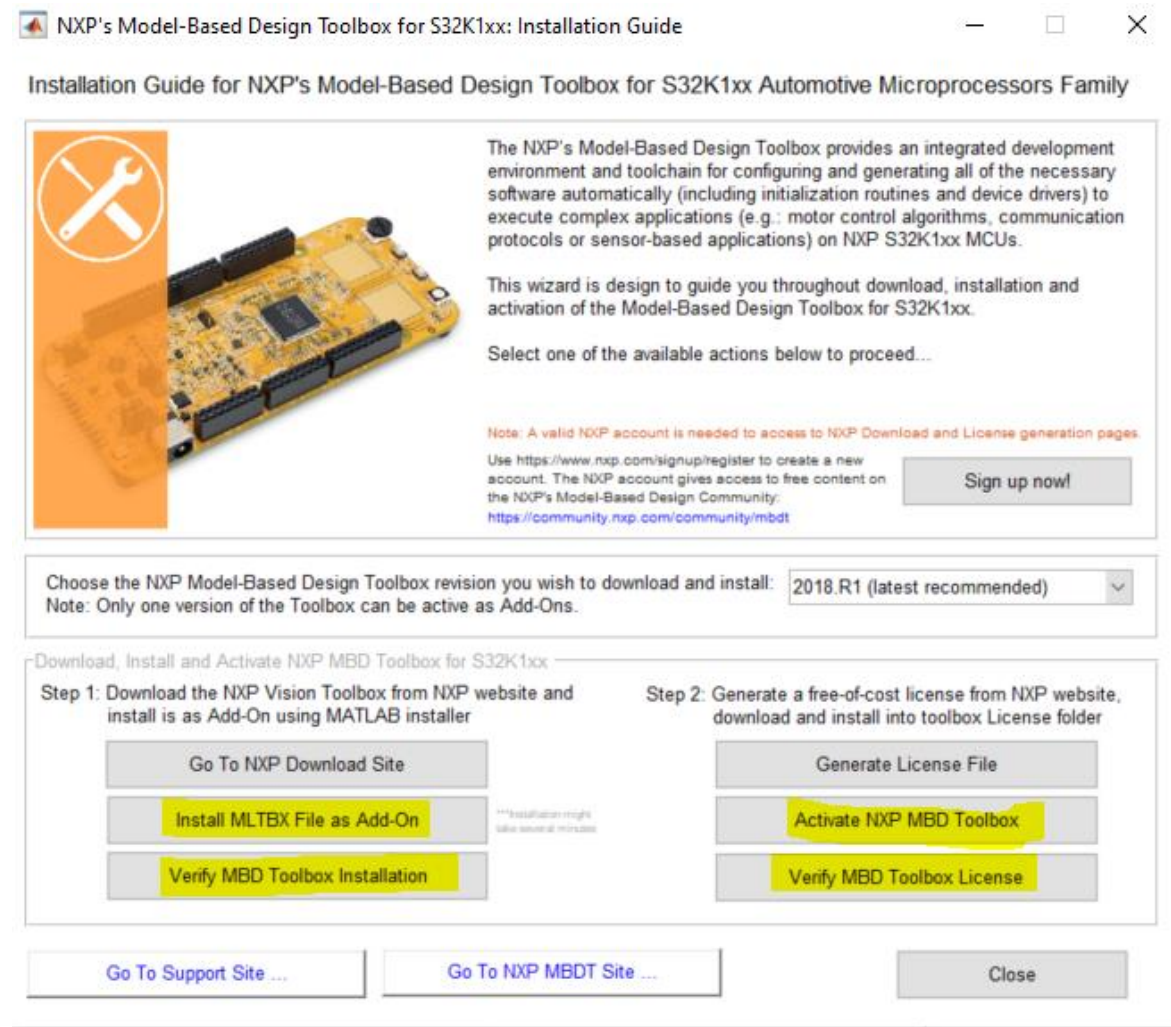 NXP's Model-Based Design Toolbox for S32K1xx: Installation Guide
Installation Guide for NXP's Model-Based Design Toolbox for S32K1xx Automotive Microprocessors Family
The NXP's Model-Based Design Toolbox provides an integrated development
environment and toolchain for configuring and generating all of the necessary
software automatically (including initialization routines and device drivers) to
execute complex applications (e.g.: motor control algorithms, communication
protocols or sensor-based applications) on NXP S32K1xx MCUs.
This wizard is design to guide you throughout download, installation and
activation of the Model-Based Design Toolbox for S32K1xx.
Select one of the available actions below to proceed...
Note: A valid NXP account is needed to access to NXP Download and License generation pages.
Use https://www.nxp.com/signup/register to create a new
account. The NXP account gives access to free content on
the NXP's Model-Based Design Community:
https://community.nxp.com/community/mbdt
Sign up now!
Choose the NXP Model-Based Design Toolbox revision you wish to download and install:
Note: Only one version of the Toolbox can be active as Add-Ons.
2018.R1 (latest recommended)
Download, Install and Activate NXP MBD Toolbox for S32K1xx
Step 1: Download the NXP Vision Toolbox from NXP website and
install is as Add-On using MATLAB installer
Go To NXP Download Site
Install MLTBX File as Add-On
***Installation might
take several minutes
Verify MBD Toolbox Installation
Step 2: Generate a free-of-cost license from NXP website,
download and install into toolbox License folder
Generate License File
Activate NXP MBD Toolbox
Verify MBD Toolbox License
Go To Support Site ...
Go To NXP MBDT Site ...
Close